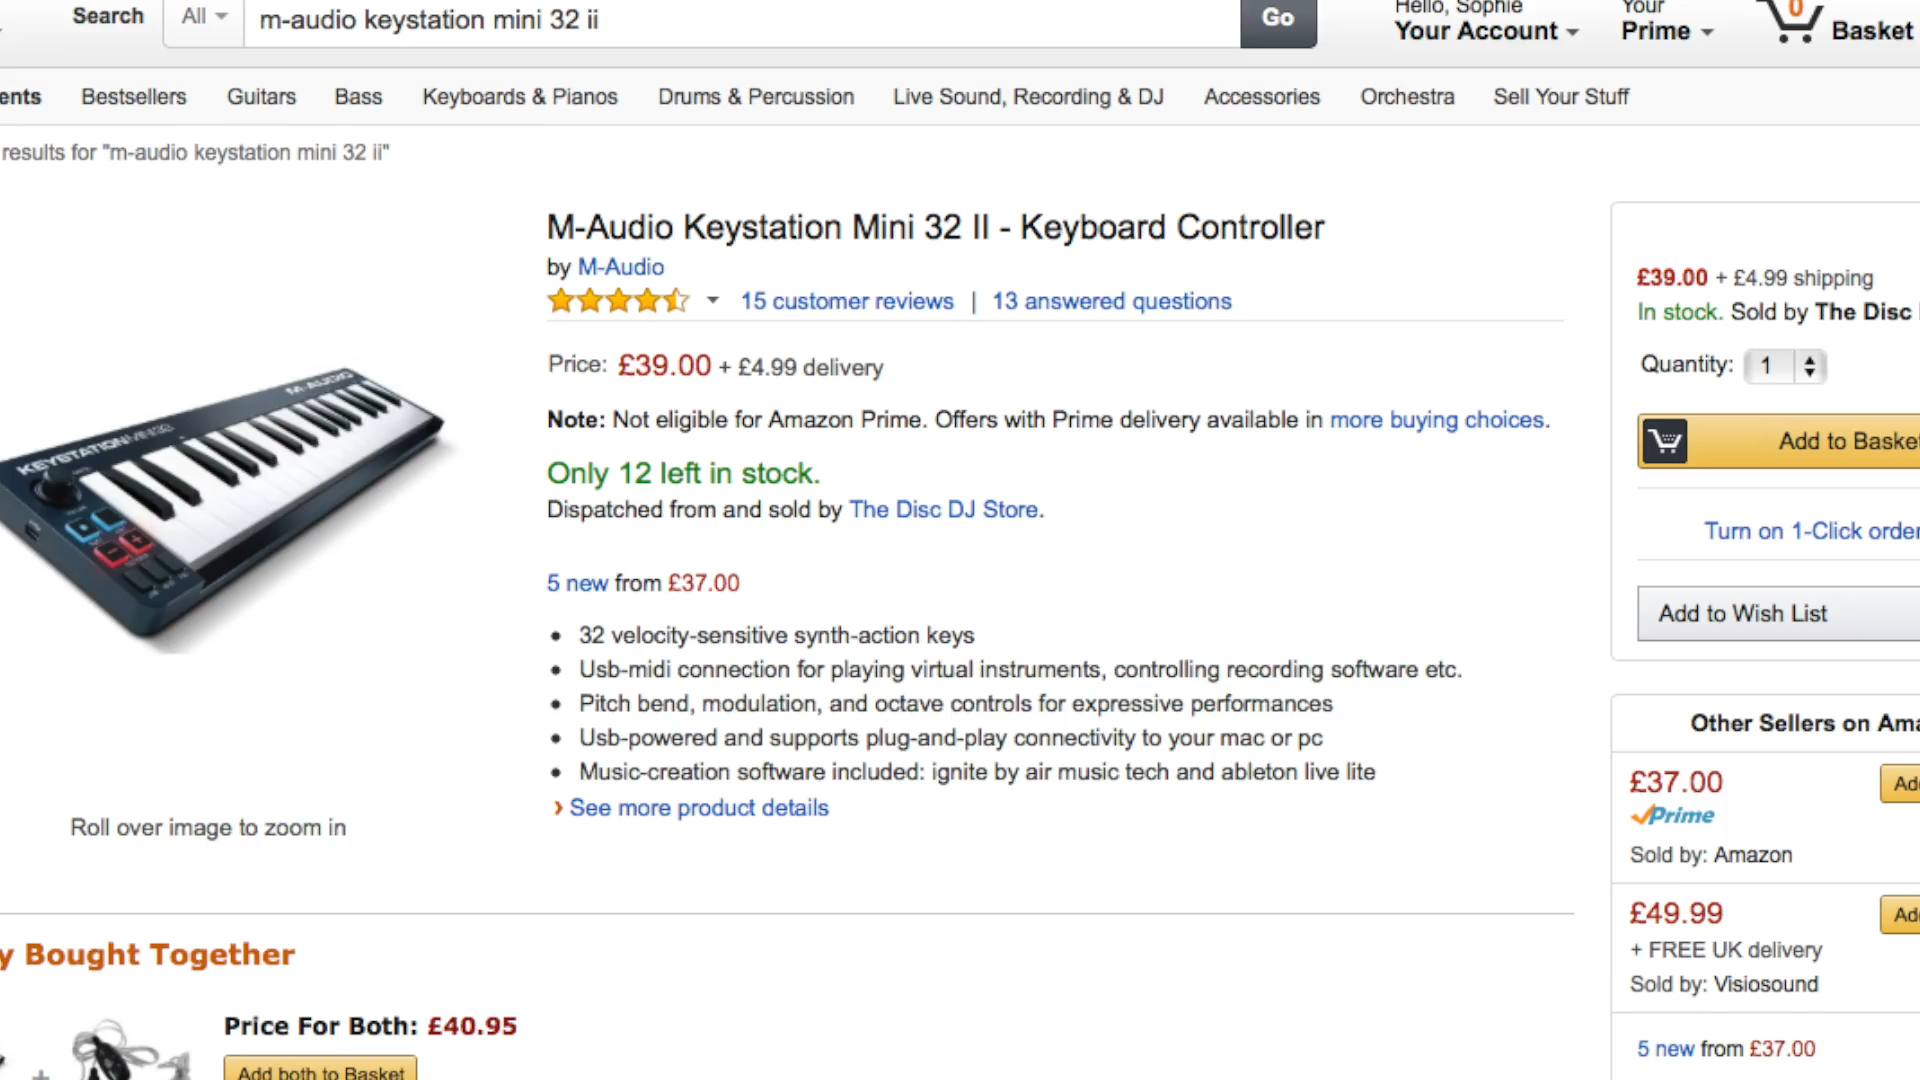 Search All m-audio keystation mini 32 ii Go Hello, Sophie Your
Your Account Prime 0 Basket
ents Bestsellers Guitars Bass Keyboards & Pianos Drums & Percussion Live Sound, Recording & DJ Accessories Orchestra Sell Your Stuff
results for "m-audio keystation mini 32 ii"
M-AUDIO
KEYSTATION MINI 32
Roll over image to zoom in
M-Audio Keystation Mini 32 II - Keyboard Controller
by M-Audio
15 customer reviews | 13 answered questions
Price: £39.00 + £4.99 delivery
Note: Not eligible for Amazon Prime. Offers with Prime delivery available in more buying choices.
Only 12 left in stock.
Dispatched from and sold by The Disc DJ Store.
5 new from £37.00
• 32 velocity-sensitive synth-action keys
• Usb-midi connection for playing virtual instruments, controlling recording software etc.
• Pitch bend, modulation, and octave controls for expressive performances
• Usb-powered and supports plug-and-play connectivity to your mac or pc
• Music-creation software included: ignite by air music tech and ableton live lite
› See more product details
£39.00 + £4.99 shipping
In stock. Sold by The Disc
Quantity: 1
Add to Basket
Turn on 1-Click order
Add to Wish List
Other Sellers on Ama
£37.00 Add
Prime
Sold by: Amazon
£49.99 Add
+ FREE UK delivery
Sold by: Visiosound
5 new from £37.00
y Bought Together
Price For Both: £40.95
+ Add both to Basket